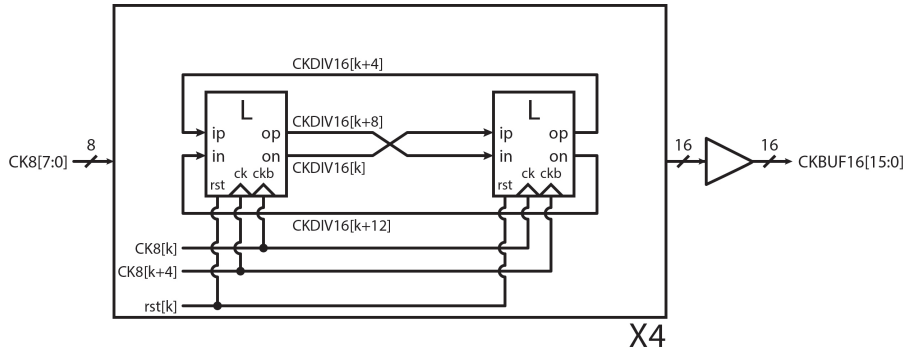 CKDIV16[k+4]
L
L
CKDIV16[k+8]
ip
op
ip
op
8
16
16
CK8[7:0]
in
on
in
on
CKBUF16[15:0]
CKDIV16[k]
ck
ckb
ck
ckb
rst
rst
CKDIV16[k+12]
CK8[k]
CK8[k+4]
rst[k]
X4